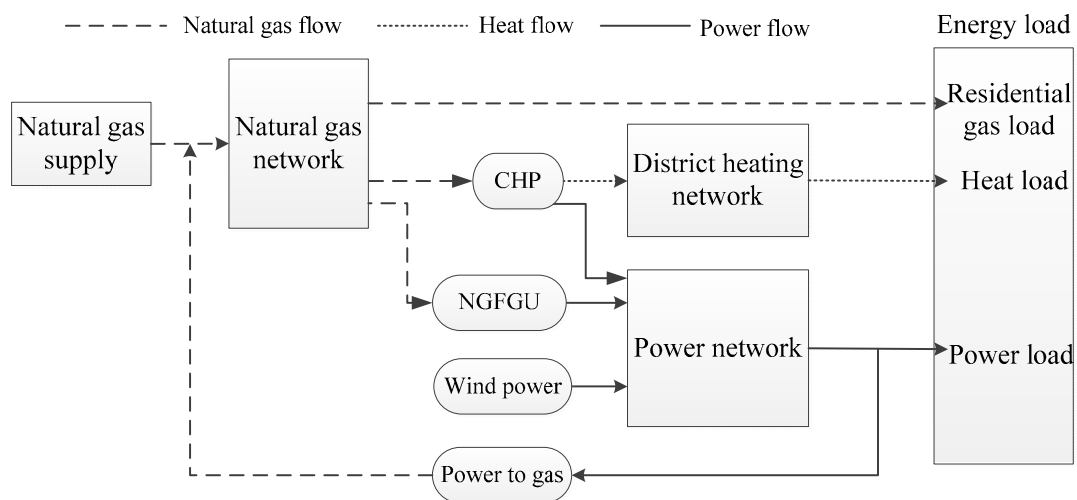 Natural gas flow
Heat flow
Power flow
Energy load
Natural gas
supply
Natural gas
network
CHP
NGFGU
Wind power
Power to gas
District heating
network
Power network
Residential
gas load
Heat load
Power load